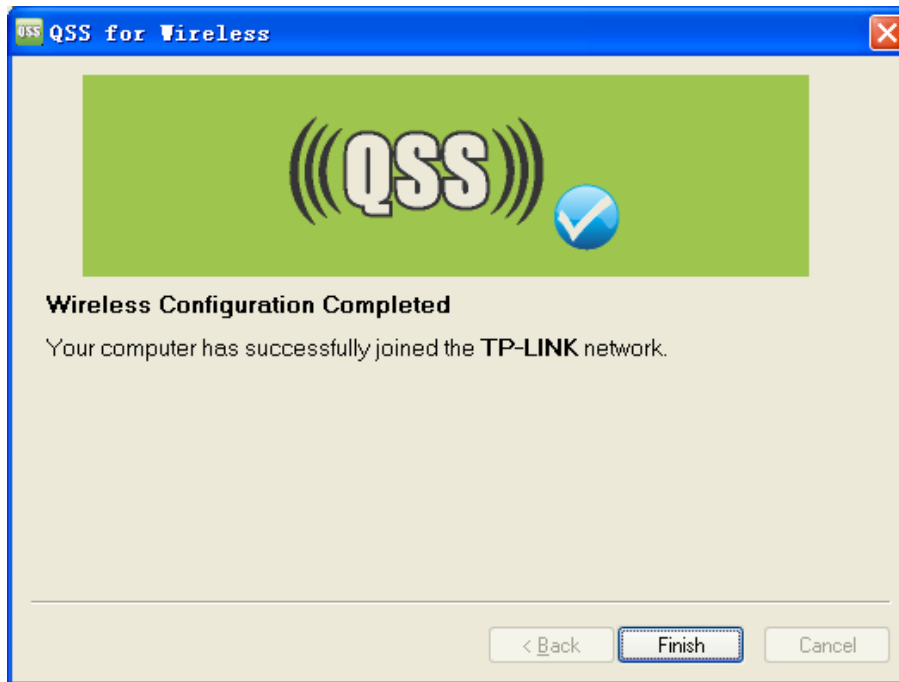 QSS QSS for Wireless
(((QSS)))
Wireless Configuration Completed
Your computer has successfully joined the TP-LINK network.
< Back Finish Cancel